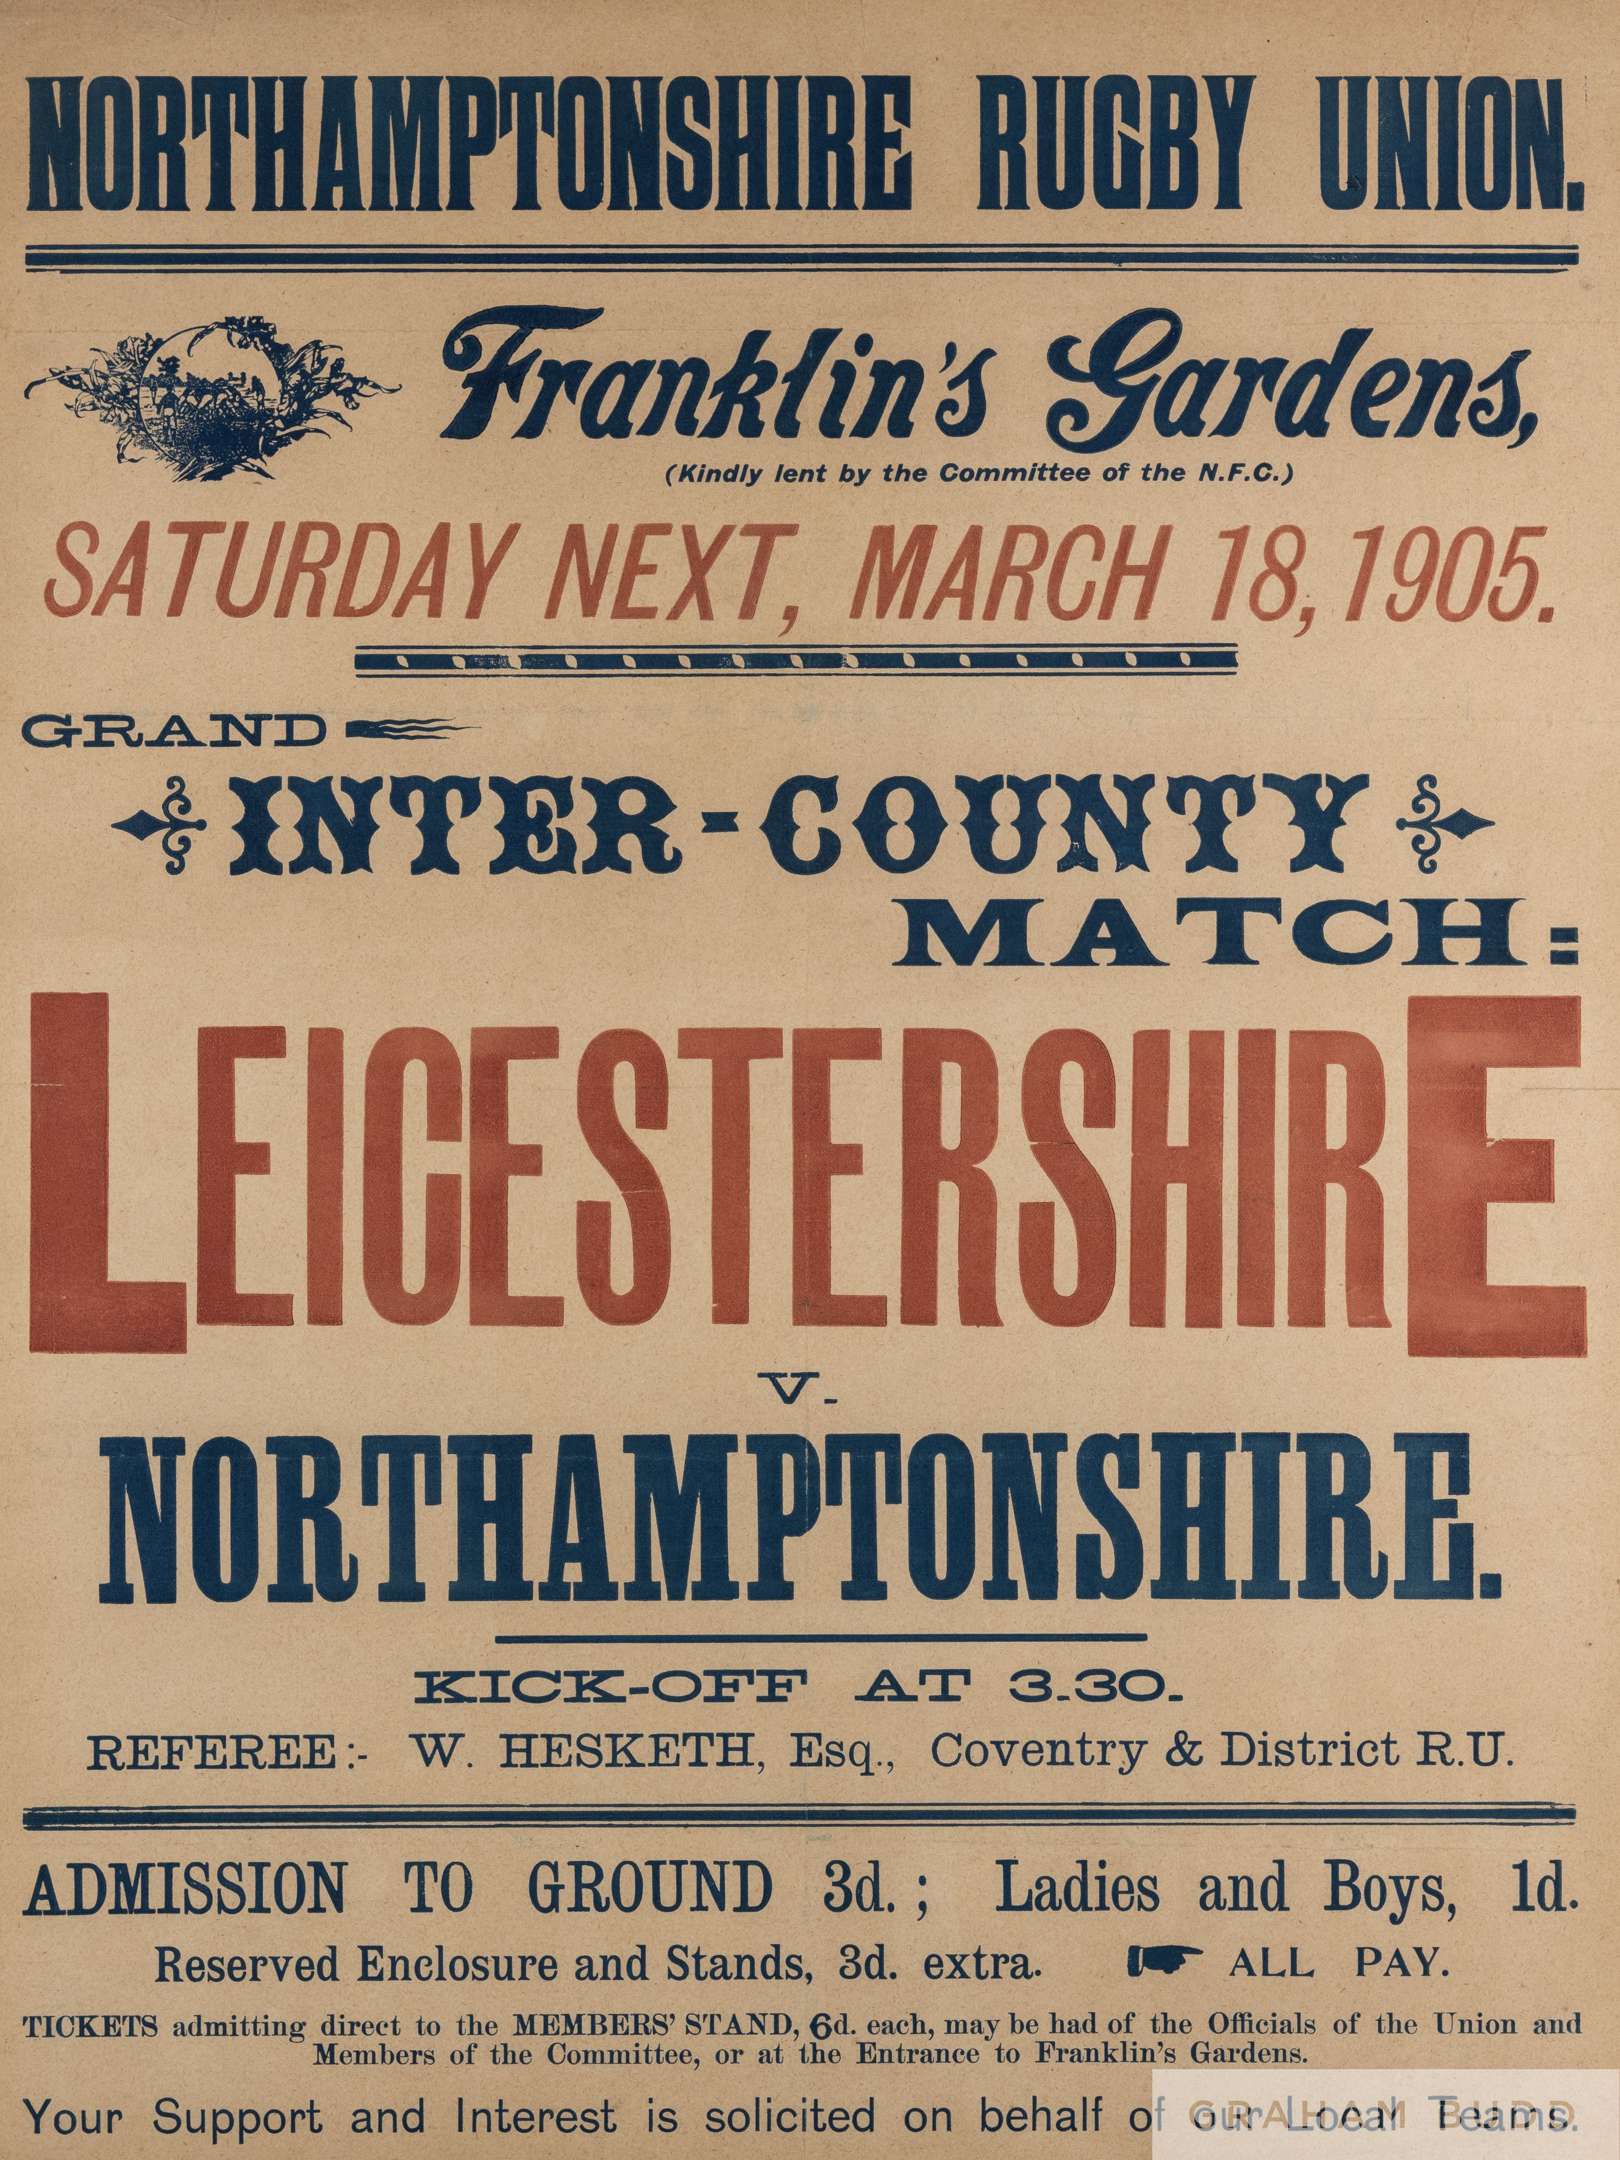 NORTHAMPTONSHIRE RUGBY UNION.
Franklin's Gardens,
(Kindly lent by the Committee of the N.F.C.)
SATURDAY NEXT, MARCH 18, 1905.
GRAND
INTER-COUNTY
MATCH:
LEICESTERSHIRE
V.
NORTHAMPTONSHIRE.
KICK-OFF AT 3.30.
REFEREE:- W. HESKETH, Esq., Coventry & District R.U.
ADMISSION TO GROUND 3d.; Ladies and Boys, 1d.
Reserved Enclosure and Stands, 3d. extra. ALL PAY.
TICKETS admitting direct to the MEMBERS' STAND, 6d. each, may be had of the Officials of the Union and
Members of the Committee, or at the Entrance to Franklin's Gardens.
Your Support and Interest is solicited on behalf of our Local Teams.
GRAHAM BUDD